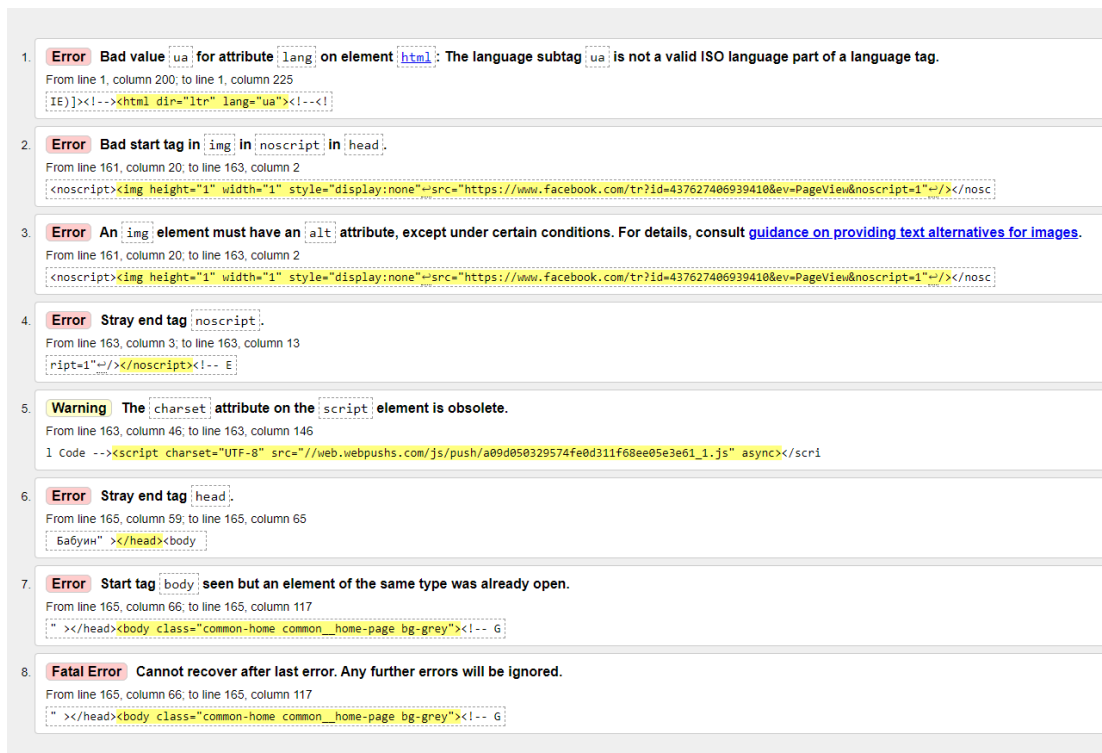 1. Error Bad value ua for attribute lang on element html: The language subtag ua is not a valid ISO language part of a language tag.
From line 1, column 200; to line 1, column 225
IE)]><!--><html dir="ltr" lang="ua"><!--<!
2. Error Bad start tag in img in noscript in head.
From line 161, column 20; to line 163, column 2
<noscript><img height="1" width="1" style="display:none"↩src="https://www.facebook.com/tr?id=437627406939410&ev=PageView&noscript=1"↩/></nosc
3. Error An img element must have an alt attribute, except under certain conditions. For details, consult guidance on providing text alternatives for images.
From line 161, column 20; to line 163, column 2
<noscript><img height="1" width="1" style="display:none"↩src="https://www.facebook.com/tr?id=437627406939410&ev=PageView&noscript=1"↩/></nosc
4. Error Stray end tag noscript.
From line 163, column 3; to line 163, column 13
ript=1"↩/></noscript><!-- E
5. Warning The charset attribute on the script element is obsolete.
From line 163, column 46; to line 163, column 146
l Code --><script charset="UTF-8" src="//web.webpushs.com/js/push/a09d050329574fe0d311f68ee05e3e61_1.js" async></scri
6. Error Stray end tag head.
From line 165, column 59; to line 165, column 65
Бабуин" ></head><body
7. Error Start tag body seen but an element of the same type was already open.
From line 165, column 66; to line 165, column 117
" ></head><body class="common-home common__home-page bg-grey"><!-- G
8. Fatal Error Cannot recover after last error. Any further errors will be ignored.
From line 165, column 66; to line 165, column 117
" ></head><body class="common-home common__home-page bg-grey"><!-- G